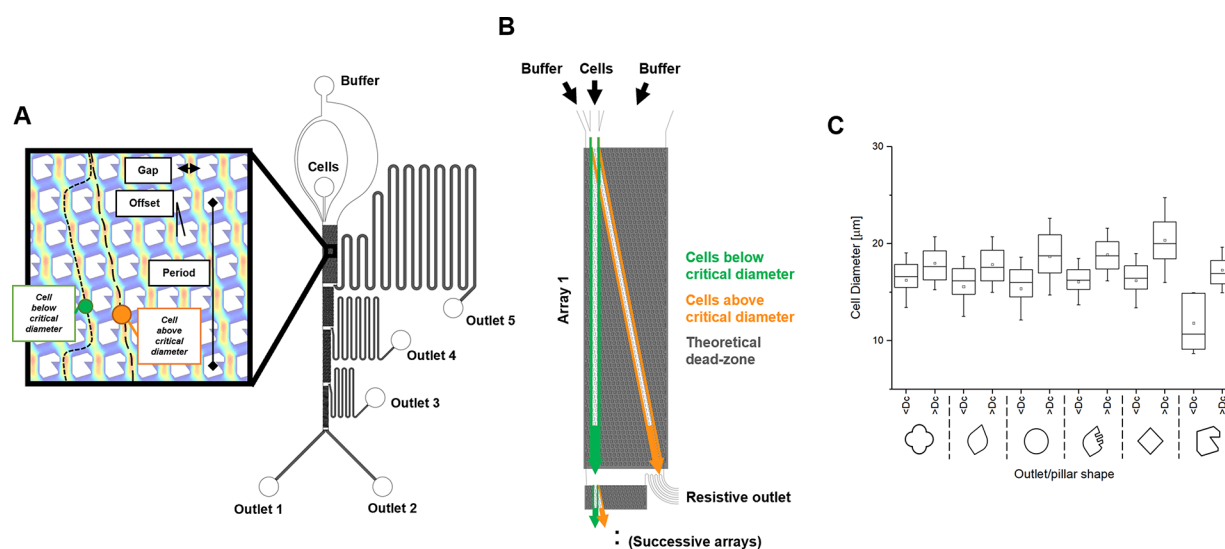 A
Buffer
Cells
Gap
Offset
Period
Cell
below
critical
diameter
Cell
above
critical
diameter
Outlet 5
Outlet 4
Outlet 3
Outlet 1
Outlet 2
B
Buffer
Cells
Buffer
Array 1
Cells below
critical diameter
Cells above
critical diameter
Theoretical
dead-zone
Resistive outlet
: (Successive arrays)
C
Cell Diameter [µm]
30
20
10
<Dc
>Dc
<Dc
>Dc
<Dc
>Dc
<Dc
>Dc
<Dc
>Dc
<Dc
>Dc
Outlet/pillar shape